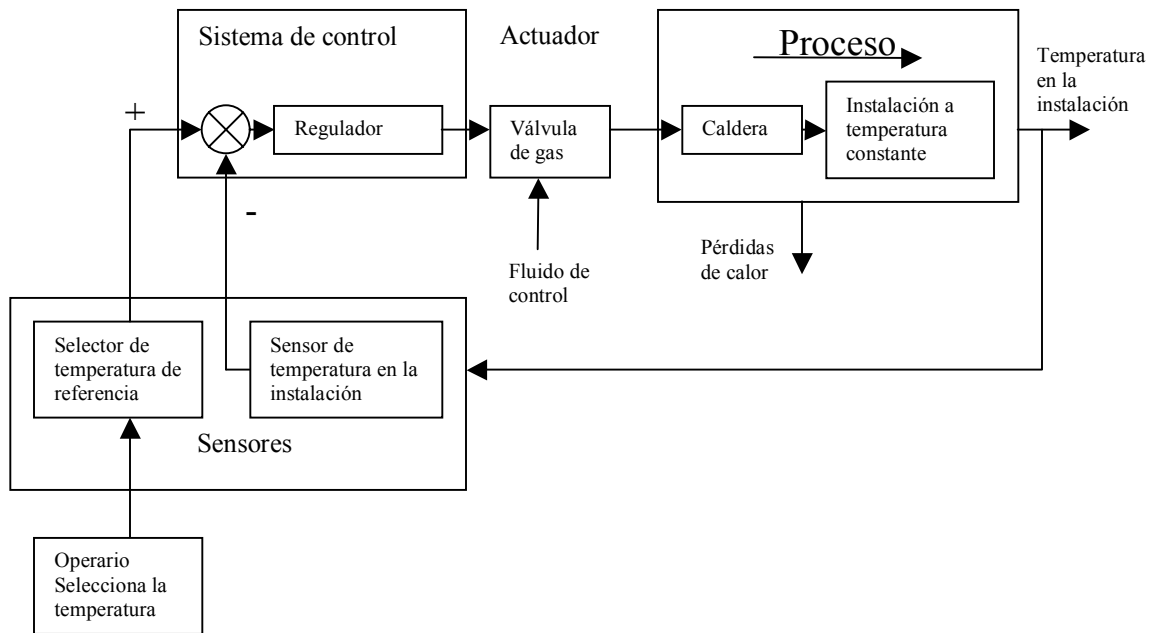 Sistema de control
Actuador
Proceso
Temperatura
en la
instalación
+
Regulador
Válvula
de gas
Caldera
Instalación a
temperatura
constante
-
Fluido de
control
Pérdidas
de calor
Selector de
temperatura de
referencia
Sensor de
temperatura en la
instalación
Sensores
Operario
Selecciona la
temperatura